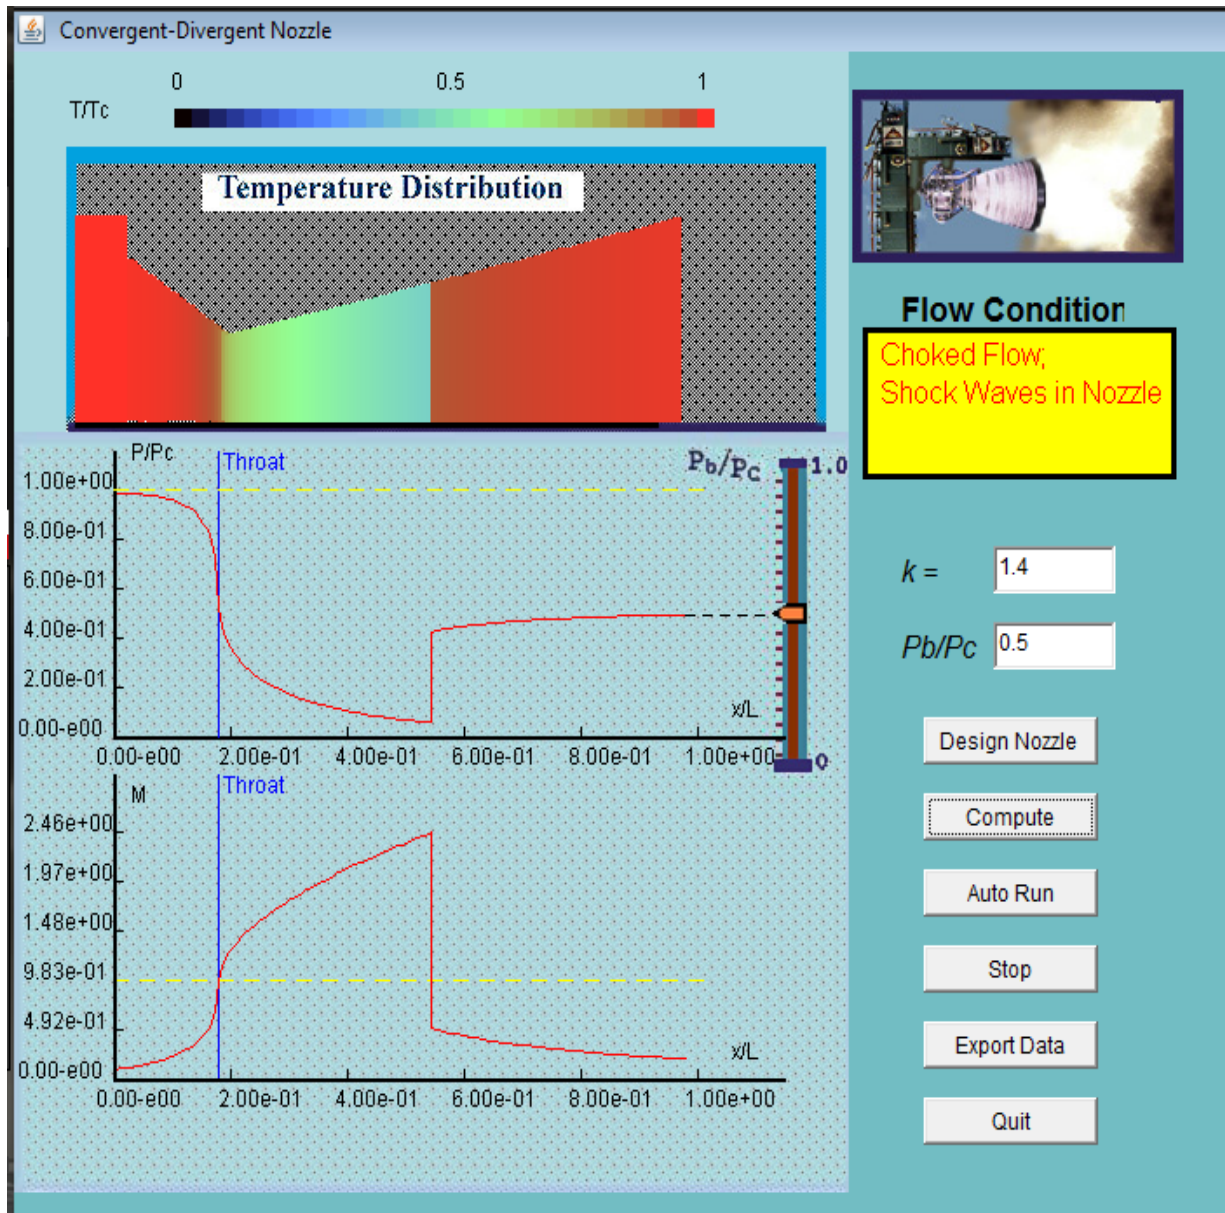 Convergent-Divergent Nozzle
0 0.5 1
T/Tc
Temperature Distribution
Flow Condition
Choked Flow;
Shock Waves in Nozzle
P/Pc
Throat
Pb/Pc
1.0
1.00e+00
8.00e-01
6.00e-01
4.00e-01
2.00e-01
0.00-e00
x/L
0.00-e00 2.00e-01 4.00e-01 6.00e-01 8.00e-01 1.00e+00
0
M
Throat
2.46e+00
1.97e+00
1.48e+00
9.83e-01
4.92e-01
0.00-e00
x/L
0.00-e00 2.00e-01 4.00e-01 6.00e-01 8.00e-01 1.00e+00
k = 1.4
Pb/Pc 0.5
Design Nozzle
Compute
Auto Run
Stop
Export Data
Quit